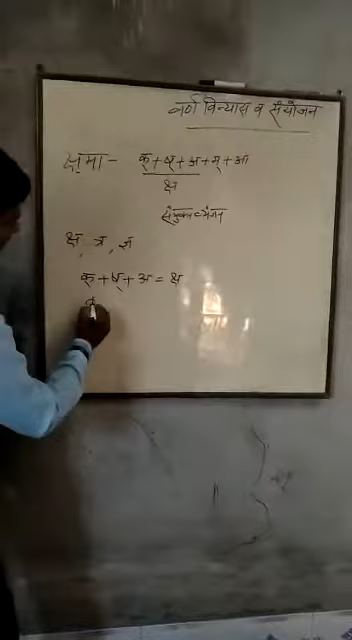 वर्ण विन्यास व संयोजन
क्षमा - क् + ष् + अ + म् + आ
क्ष
संयुक्त व्यंजन
क्ष, त्र, ज्ञ
क् + ष् + अ = क्ष